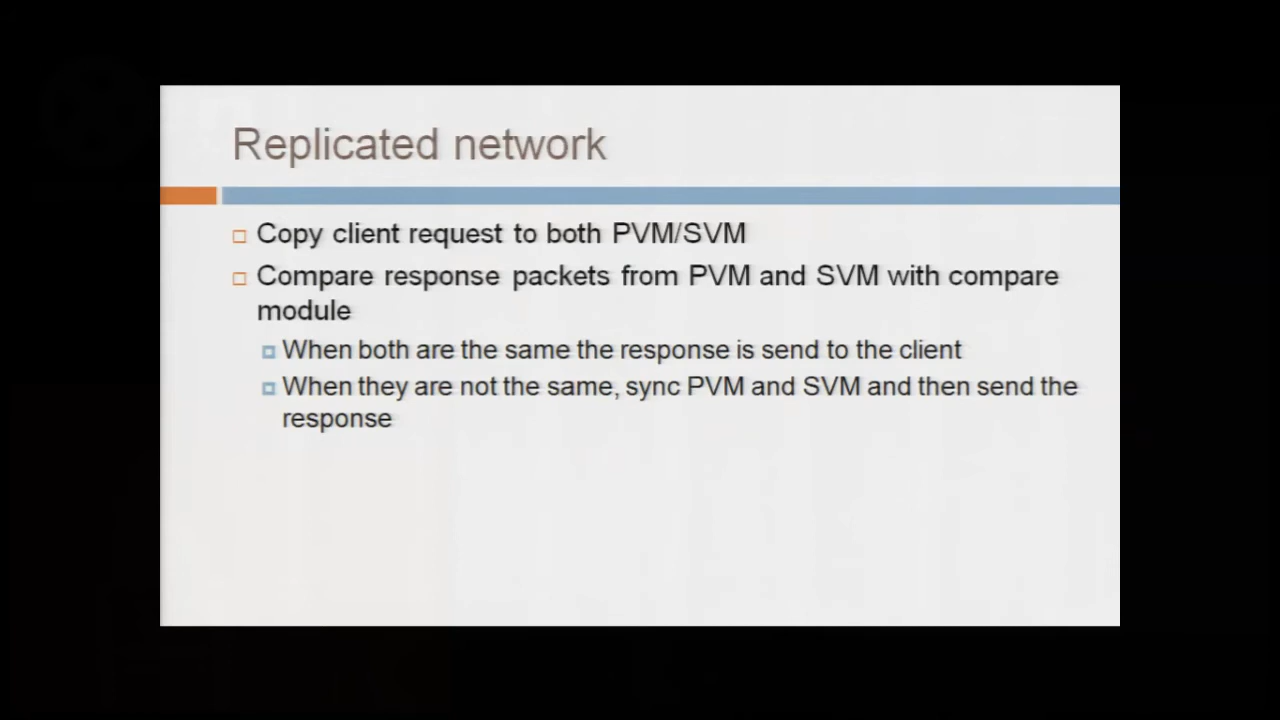 Replicated network
Copy client request to both PVM/SVM
Compare response packets from PVM and SVM with compare
module
When both are the same the response is send to the client
When they are not the same, sync PVM and SVM and then send the
response